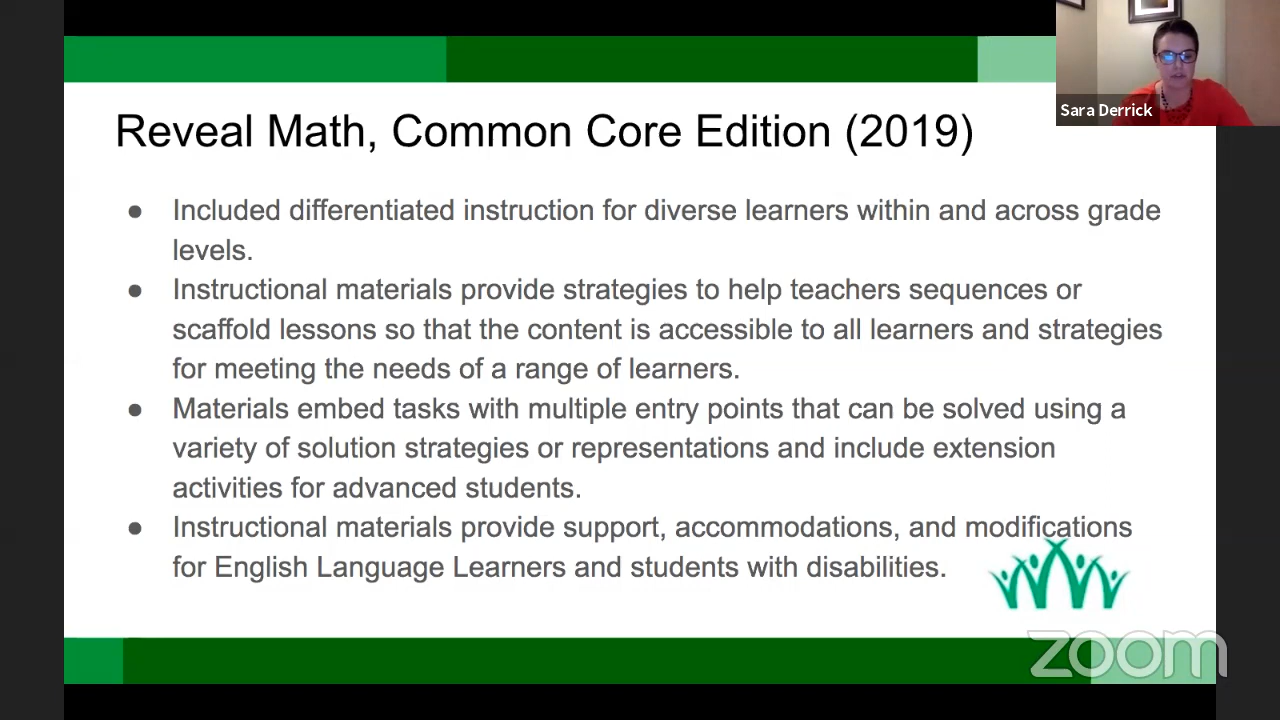 Sara Derrick
Reveal Math, Common Core Edition (2019)
● Included differentiated instruction for diverse learners within and across grade
levels.
● Instructional materials provide strategies to help teachers sequences or
scaffold lessons so that the content is accessible to all learners and strategies
for meeting the needs of a range of learners.
● Materials embed tasks with multiple entry points that can be solved using a
variety of solution strategies or representations and include extension
activities for advanced students.
● Instructional materials provide support, accommodations, and modifications
for English Language Learners and students with disabilities.
zoom